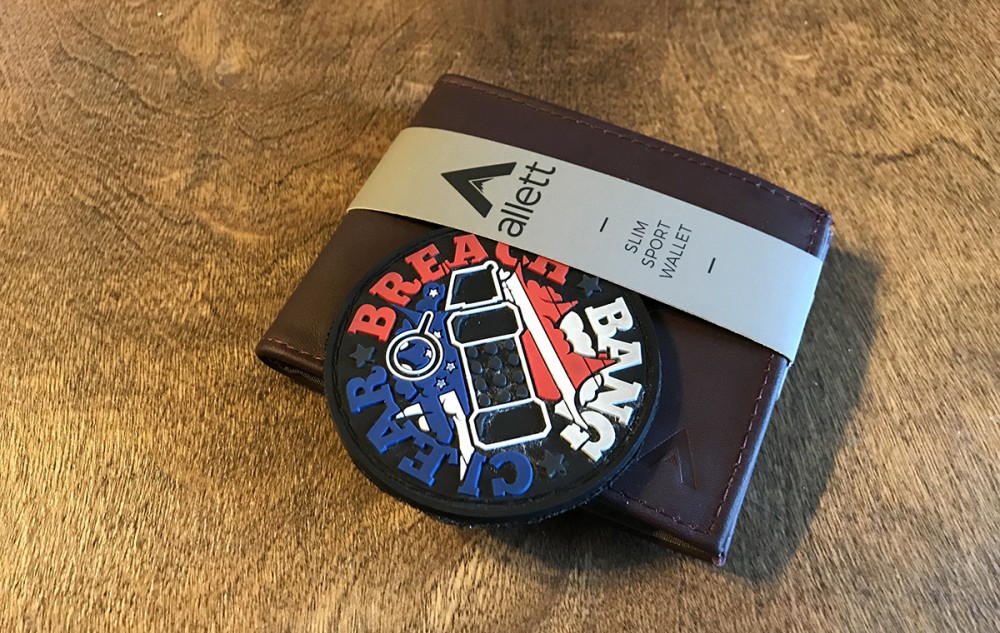 allett
SLIM
SPORT
WALLET
BREACH
BANG
CLEAR